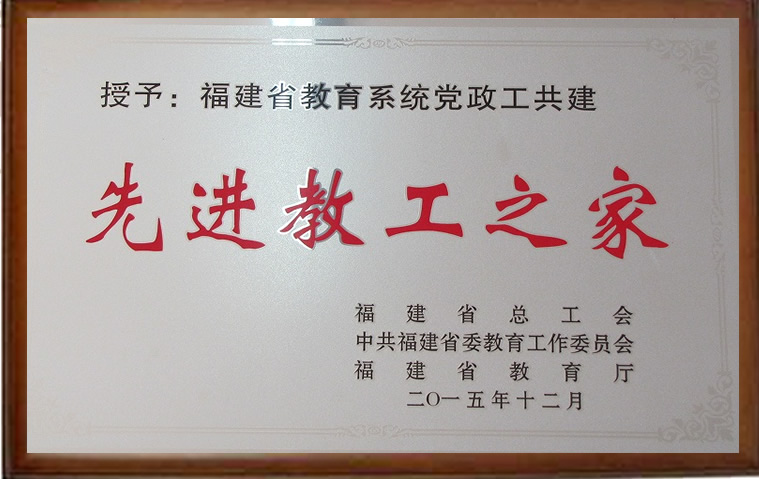 授予：福建省教育系统党政工共建
先进教工之家
福建省总工会
中共福建省委教育工作委员会
福建省教育厅
二〇一五年十二月